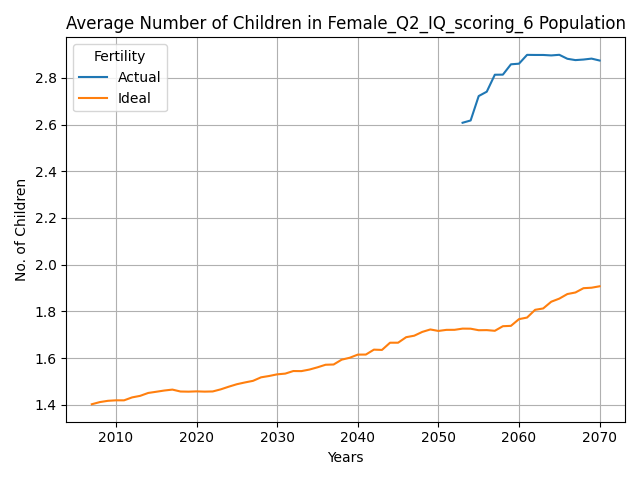 Average Number of Children in Female_Q2_IQ_scoring_6 Population
Fertility
Actual
Ideal
No. of Children
2.8
2.6
2.4
2.2
2.0
1.8
1.6
1.4
2010 2020 2030 2040 2050 2060 2070
Years